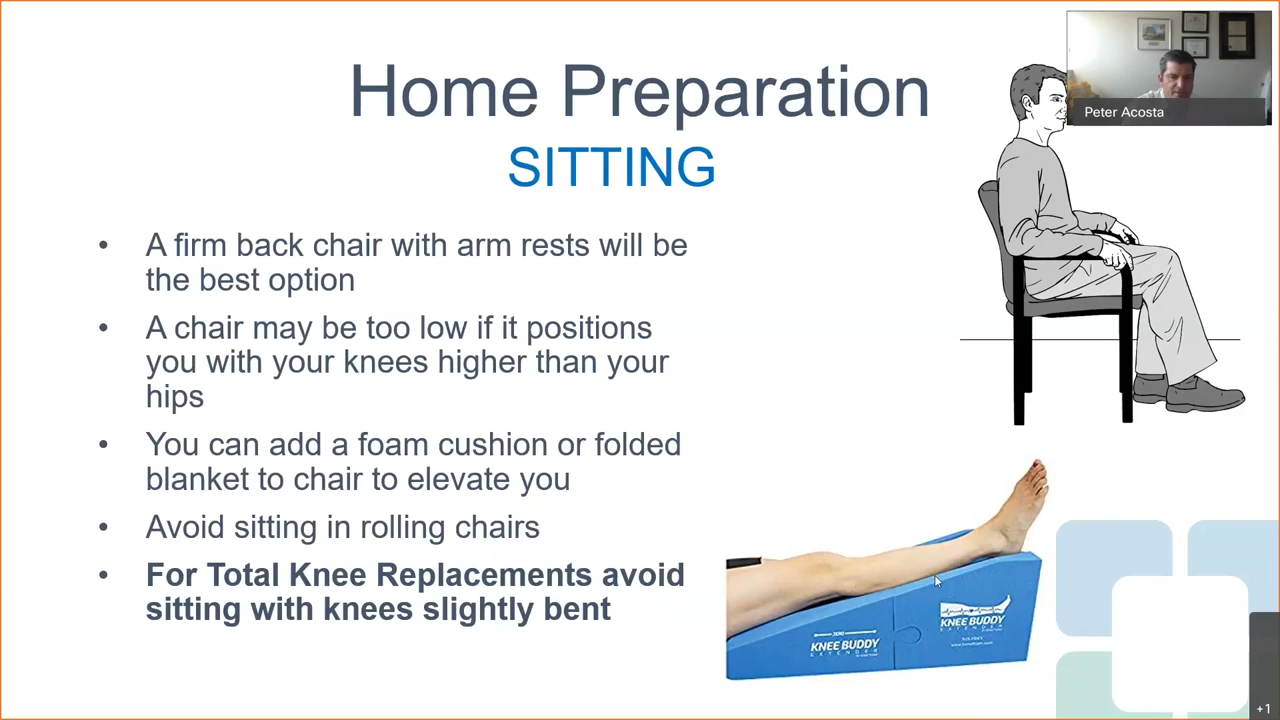 Home Preparation
SITTING
• A firm back chair with arm rests will be
the best option
• A chair may be too low if it positions
you with your knees higher than your
hips
• You can add a foam cushion or folded
blanket to chair to elevate you
• Avoid sitting in rolling chairs
• For Total Knee Replacements avoid
sitting with knees slightly bent
Peter Acosta
ZERO
KNEE BUDDY
EXTENDER
KNEE BUDDY
EXTENDER
+1